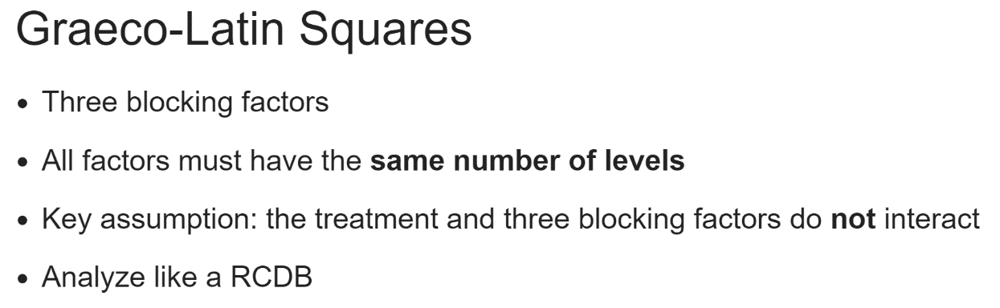 Graeco-Latin Squares
• Three blocking factors
• All factors must have the same number of levels
• Key assumption: the treatment and three blocking factors do not interact
• Analyze like a RCDB